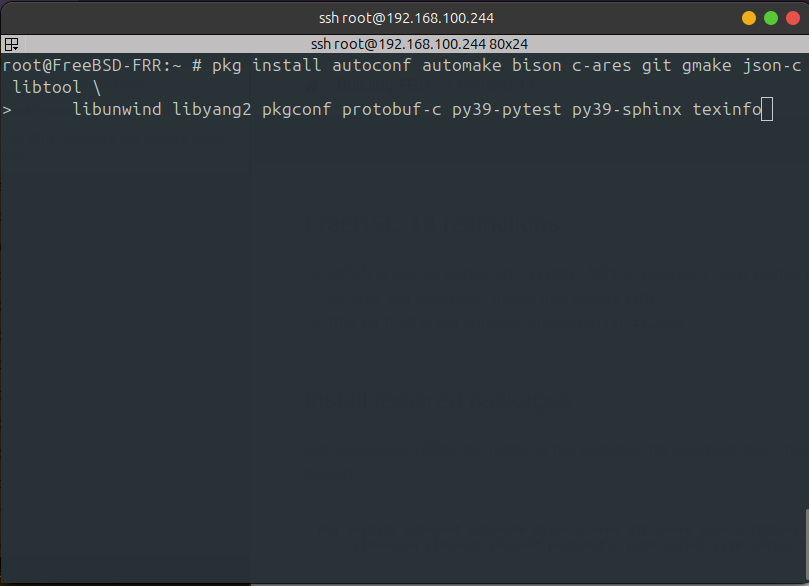 ssh root@192.168.100.244
ssh root@192.168.100.244 80x24
root@FreeBSD-FRR:~ # pkg install autoconf automake bison c-ares git gmake json-c
 libtool \
>      libunwind libyang2 pkgconf protobuf-c py39-pytest py39-sphinx texinfo